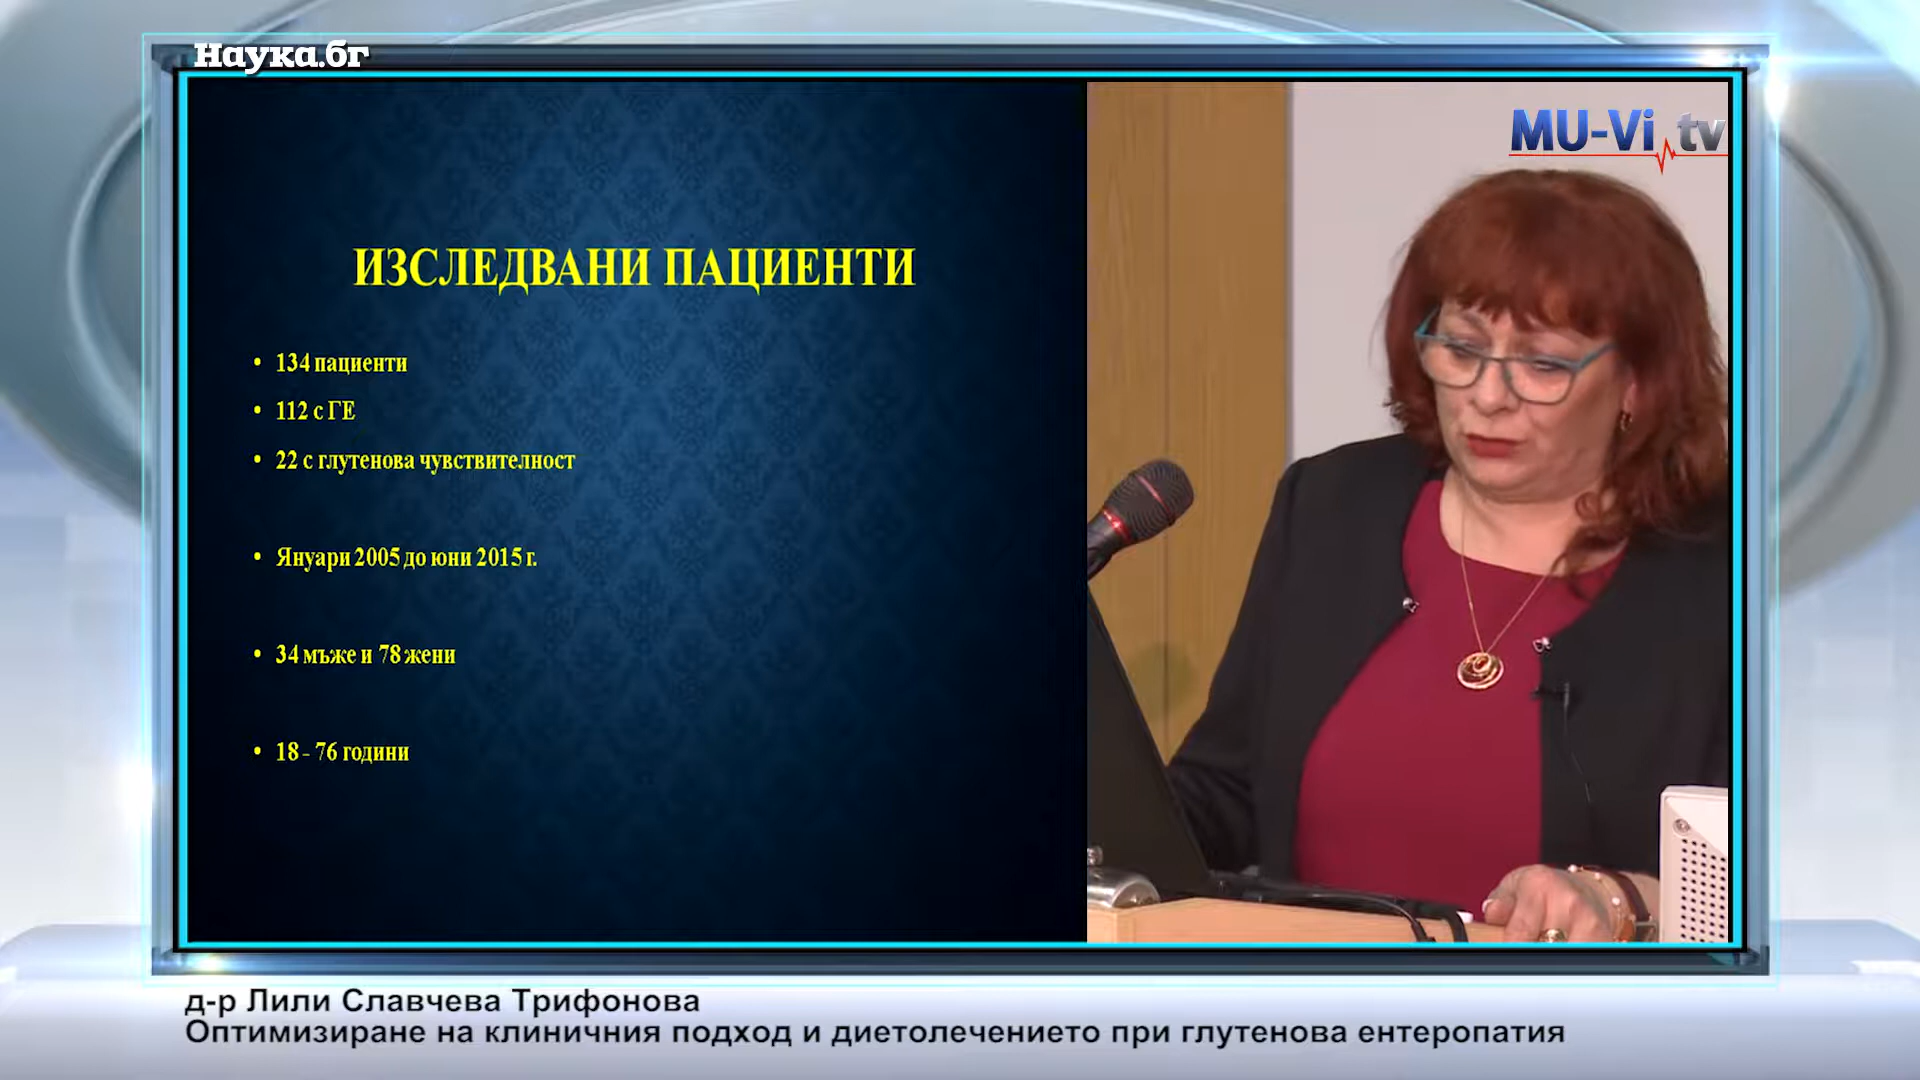 Наука.бг
MU-Vi tv
ИЗСЛЕДВАНИ ПАЦИЕНТИ
• 134 пациенти
• 112 с ГЕ
• 22 с глутенова чувствителност
• Януари 2005 до юни 2015 г.
• 34 мъже и 78 жени
• 18 - 76 години
д-р Лили Славчева Трифонова
Оптимизиране на клиничния подход и диетолечението при глутенова ентеропатия